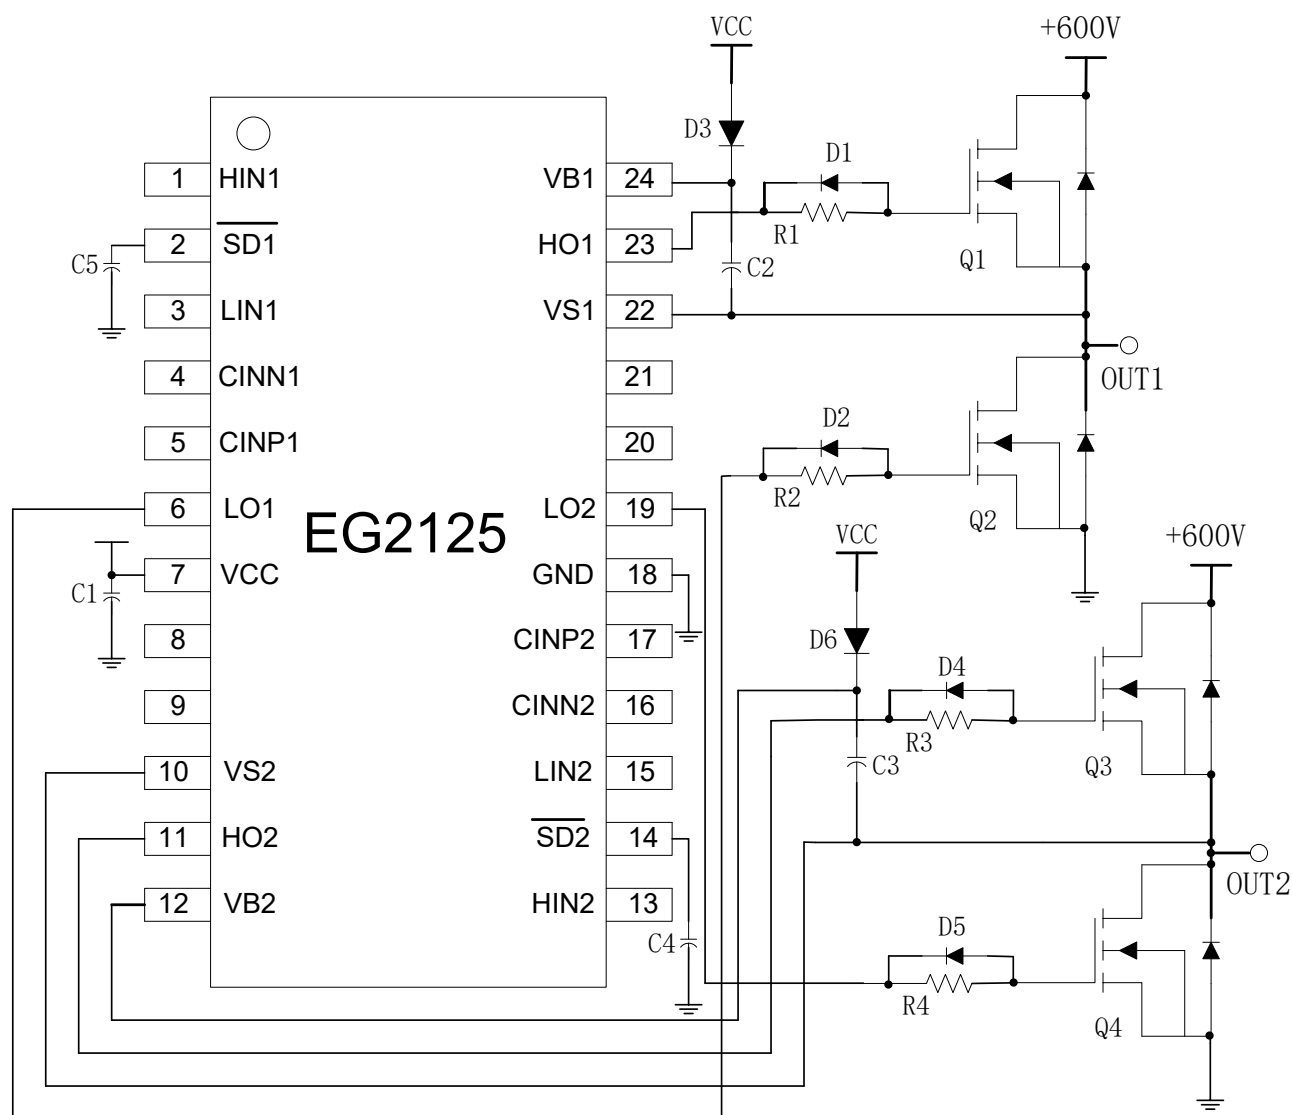 VCC
+600V
D3
D1
1 HIN1
VB1 24
2 SD1
HO1 23
R1
C5
C2
Q1
3 LIN1
VS1 22
OUT1
4 CINN1
21
5 CINP1
20
D2
R2
Q2
6 LO1
LO2 19
EG2125
VCC
+600V
7 VCC
GND 18
C1
8
CINP2 17
D6
D4
9
CINN2 16
R3
C3
Q3
10 VS2
LIN2 15
11 HO2
SD2 14
OUT2
12 VB2
HIN2 13
C4
D5
R4
Q4